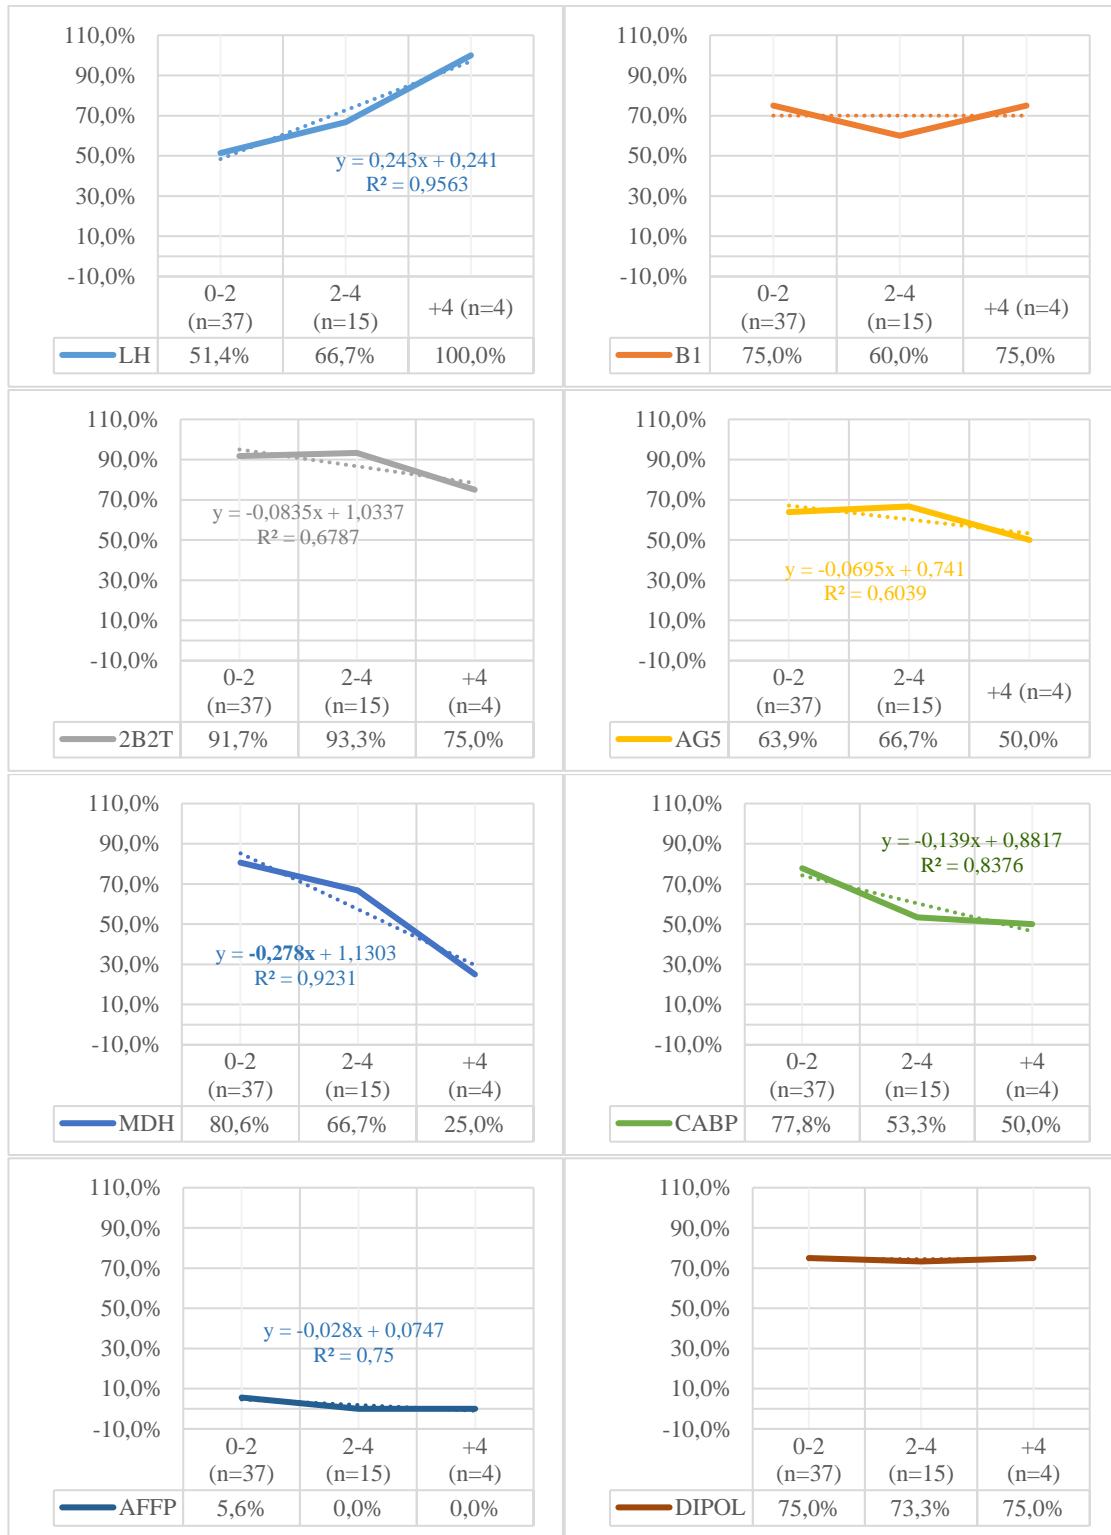 110,0%
90,0%
70,0%
50,0%
30,0%
10,0%
-10,0%
y = 0,243x + 0,241
R² = 0,9563
0-2 2-4 +4 (n=4)
(n=37) (n=15)
LH 51,4% 66,7% 100,0%
110,0%
90,0%
70,0%
50,0%
30,0%
10,0%
-10,0%
0-2 2-4 +4 (n=4)
(n=37) (n=15)
B1 75,0% 60,0% 75,0%
110,0%
90,0%
70,0%
50,0%
30,0%
10,0%
-10,0%
y = -0,0835x + 1,0337
R² = 0,6787
0-2 2-4 +4
(n=37) (n=15) (n=4)
2B2T 91,7% 93,3% 75,0%
110,0%
90,0%
70,0%
50,0%
30,0%
10,0%
-10,0%
y = -0,0695x + 0,741
R² = 0,6039
0-2 2-4 +4 (n=4)
(n=37) (n=15)
AG5 63,9% 66,7% 50,0%
110,0%
90,0%
70,0%
50,0%
30,0%
10,0%
-10,0%
y = -0,278x + 1,1303
R² = 0,9231
0-2 2-4 +4
(n=37) (n=15) (n=4)
MDH 80,6% 66,7% 25,0%
110,0%
90,0%
70,0%
50,0%
30,0%
10,0%
-10,0%
y = -0,139x + 0,8817
R² = 0,8376
0-2 2-4 +4
(n=37) (n=15) (n=4)
CABP 77,8% 53,3% 50,0%
110,0%
90,0%
70,0%
50,0%
30,0%
10,0%
-10,0%
y = -0,028x + 0,0747
R² = 0,75
0-2 2-4 +4
(n=37) (n=15) (n=4)
AFFP 5,6% 0,0% 0,0%
110,0%
90,0%
70,0%
50,0%
30,0%
10,0%
-10,0%
0-2 2-4 +4
(n=37) (n=15) (n=4)
DIPOL 75,0% 73,3% 75,0%